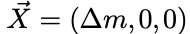 $\vec{X} = (\Delta m, 0, 0)$